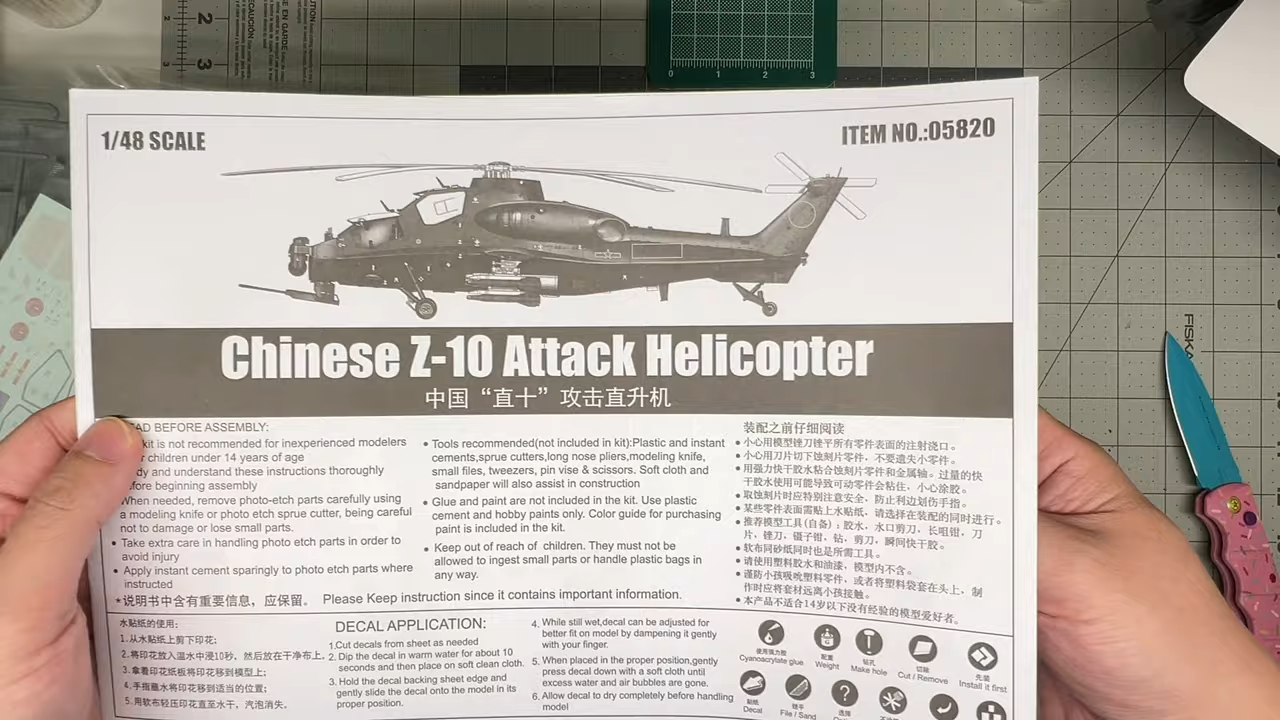 2
3
0 1 2 3
1/48 SCALE
ITEM NO.:05820
Chinese Z-10 Attack Helicopter
中国“直十”攻击直升机
AD BEFORE ASSEMBLY:
kit is not recommended for inexperienced modelers
children under 14 years of age
dy and understand these instructions thoroughly
fore beginning assembly
When needed, remove photo-etch parts carefully using
a modeling knife or photo etch sprue cutter, being careful
not to damage or lose small parts.
• Take extra care in handling photo etch parts in order to
avoid injury
• Apply instant cement sparingly to photo etch parts where
instructed
• Tools recommended(not included in kit):Plastic and instant
cements,sprue cutters,long nose pliers,modeling knife,
small files, tweezers, pin vise & scissors. Soft cloth and
sandpaper will also assist in construction
• Glue and paint are not included in the kit. Use plastic
cement and hobby paints only. Color guide for purchasing
paint is included in the kit.
• Keep out of reach of children. They must not be
allowed to ingest small parts or handle plastic bags in
any way.
★说明书中含有重要信息，应保留。 Please Keep instruction since it contains important information.
装配之前仔细阅读
• 小心用模型锉刀锉平所有零件表面的注射浇口。
• 小心用刀片切下蚀刻片零件，不要遗失小零件。
• 用强力快干胶水粘合蚀刻片零件和金属轴。过量的快
干胶水使用可能导致可动零件会粘住，小心涂胶。
• 取蚀刻片时应特别注意安全，防止利边划伤手指。
• 某些零件表面需贴上水贴纸，请选择在装配的同时进行。
• 推荐模型工具(自备)：胶水，水口剪刀，长咀钳，刀
片，锉刀，镊子钳，钻，剪刀，瞬间快干胶。
• 软布同砂纸同时也是所需工具。
• 请使用塑料胶水和油漆，模型内不含。
• 谨防小孩吸吮塑料零件，或者将塑料袋套在头上，制
作时应将套材远离小孩接触。
• 本产品不适合14岁以下没有经验的模型爱好者。
水贴纸的使用：
1.从水贴纸上剪下印花；
2.将印花放入温水中浸10秒，然后放在干净布上．
3.拿着印花纸板将印花移到模型上；
4.手指蘸水将印花移到适当的位置；
5.用软布轻压印花直至水干，汽泡消失．
DECAL APPLICATION:
1.Cut decals from sheet as needed
2. Dip the decal in warm water for about 10
seconds and then place on soft clean cloth.
3. Hold the decal backing sheet edge and
gently slide the decal onto the model in its
proper position.
4. While still wet,decal can be adjusted for
better fit on model by dampening it gently
with your finger.
5. When placed in the proper position,gently
press decal down with a soft cloth until
excess water and air bubbles are gone.
6. Allow decal to dry completely before handling
model
使用强力胶
Cyanoacrylate glue
配重
Weight
钻孔
Make hole
切除
Cut / Remove
先装
Install it first
贴纸
Decal
锉平
File / Sand
?
选择
FISKA